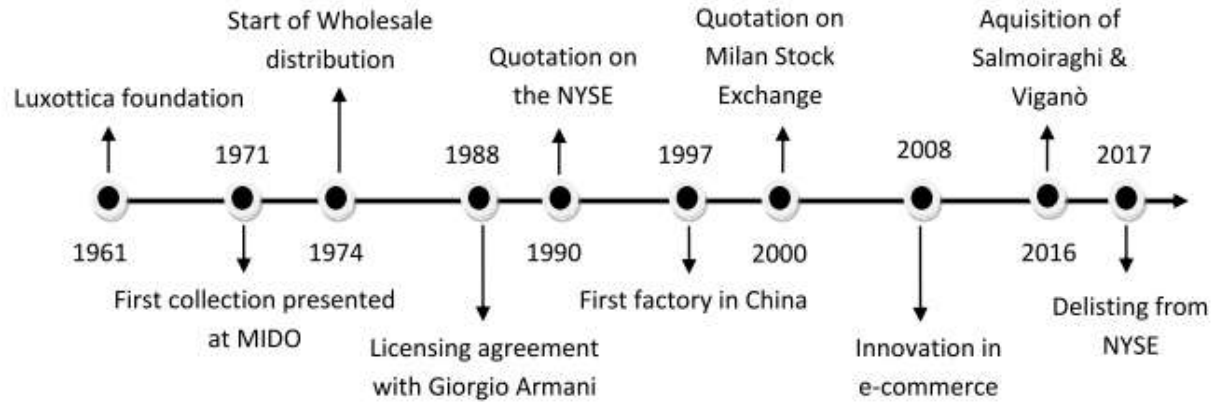 Luxottica foundation
1961
1971
First collection presented
at MIDO
Start of Wholesale
distribution
1974
1988
Licensing agreement
with Giorgio Armani
Quotation on
the NYSE
1990
1997
First factory in China
Quotation on
Milan Stock
Exchange
2000
2008
Innovation in
e-commerce
Aquisition of
Salmoiraghi &
Viganò
2016
2017
Delisting from
NYSE